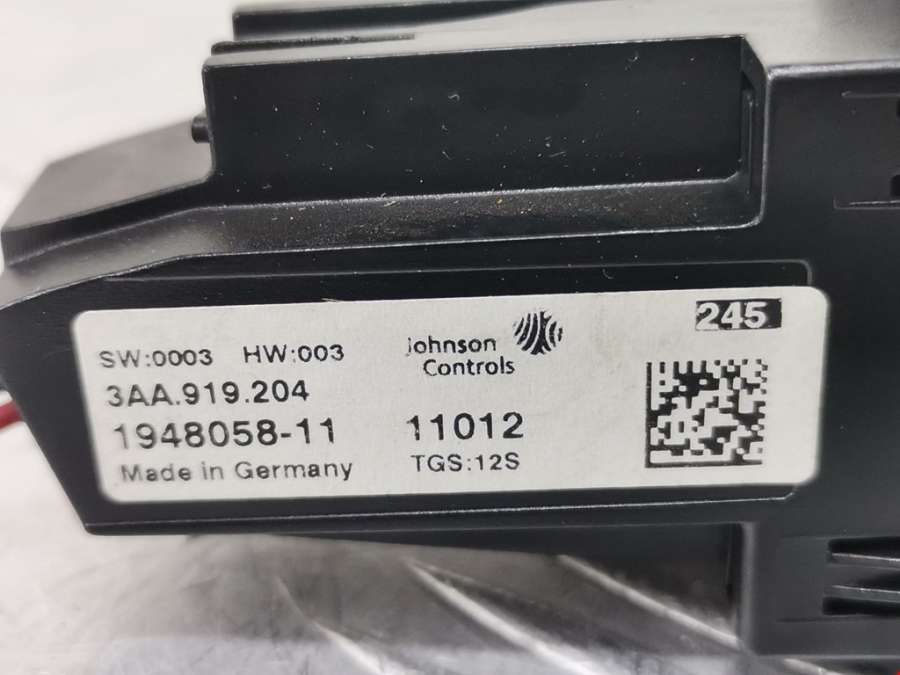 245
SW:0003 HW:003
Johnson
Controls
3AA.919.204
1948058-11 11012
Made in Germany TGS:12S